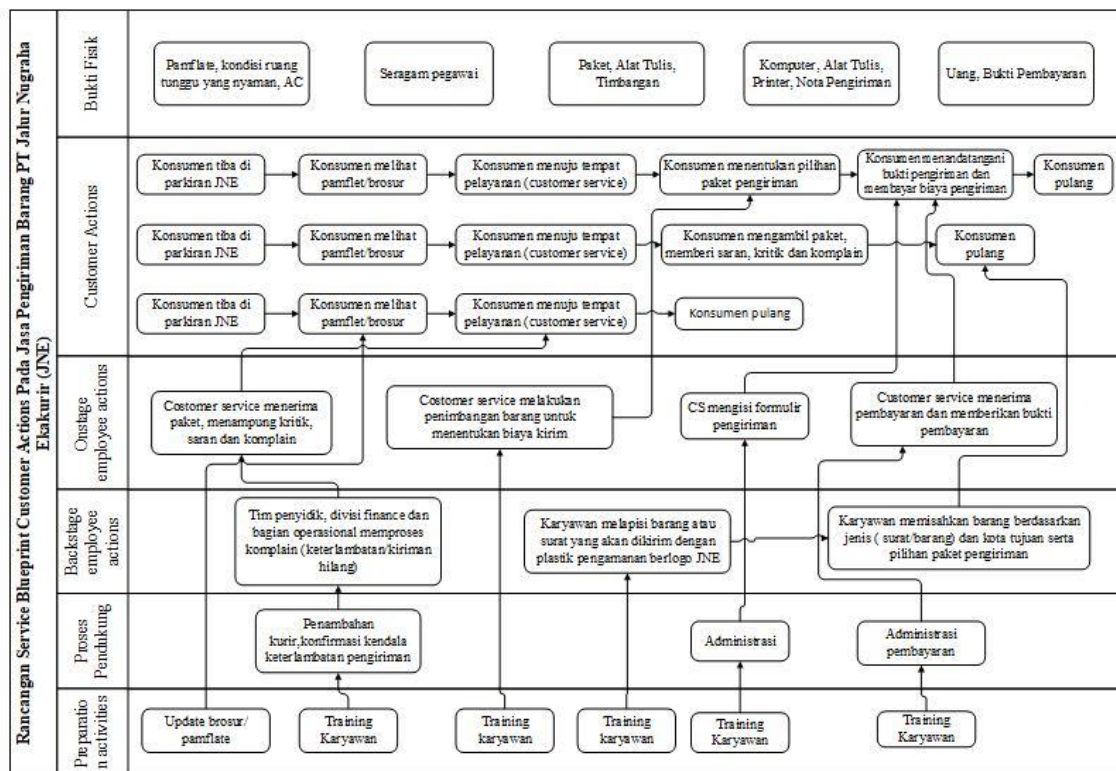 Rancangan Service Blueprint Customer Actions Pada Jasa Pengiriman Barang PT Jalur Nugraha
Ekakurir (JNE)
Bukti Fisik
Pamflate, kondisi ruang
tunggu yang nyaman, AC
Seragam pegawai
Paket, Alat Tulis,
Timbangan
Komputer, Alat Tulis,
Printer, Nota Pengiriman
Uang, Bukti Pembayaran
Customer Actions
Konsumen tiba di
parkiran JNE
Konsumen melihat
pamflet/brosur
Konsumen menuju tempat
pelayanan (customer service)
Konsumen menentukan pilihan
paket pengiriman
Konsumen menandatangani
bukti pengiriman dan
membayar biaya pengiriman
Konsumen
pulang
Konsumen tiba di
parkiran JNE
Konsumen melihat
pamflet/brosur
Konsumen menuju tempat
pelayanan (customer service)
Konsumen mengambil paket,
memberi saran, kritik dan komplain
Konsumen
pulang
Konsumen tiba di
parkiran JNE
Konsumen melihat
pamflet/brosur
Konsumen menuju tempat
pelayanan (customer service)
Konsumen pulang
Onstage
employee actions
Costomer service menerima
paket, menampung kritik,
saran dan komplain
Costomer service melakukan
penimbangan barang untuk
menentukan biaya kirim
CS mengisi formulir
pengiriman
Customer service menerima
pembayaran dan memberikan bukti
pembayaran
Backstage
employee
actions
Tim penyidik, divisi finance dan
bagian operasional memproses
komplain (keterlambatan/kiriman
hilang)
Karyawan melapisi barang atau
surat yang akan dikirim dengan
plastik pengamanan berlogo JNE
Karyawan memisahkan barang berdasarkan
jenis ( surat/barang) dan kota tujuan serta
pilihan paket pengiriman
Proses
Pendukung
Penambahan
kurir,konfirmasi kendala
keterlambatan pengiriman
Administrasi
Administrasi
pembayaran
Preparatio
n activities
Update brosur/
pamflate
Training
Karyawan
Training
karyawan
Training
karyawan
Training
Karyawan
Training
Karyawan